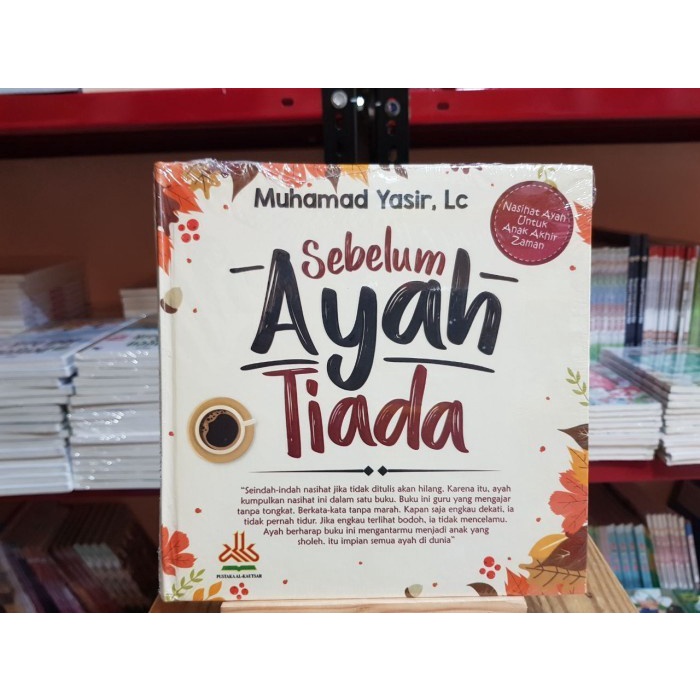 Muhamad Yasir, Lc
Nasihat Ayah
Untuk
Anak Akhir
Zaman
Sebelum
Ayah
Tiada
"Seindah-indah nasihat jika tidak ditulis akan hilang. Karena itu, ayah
kumpulkan nasihat ini dalam satu buku. Buku ini guru yang mengajar
tanpa tongkat. Berkata-kata tanpa marah. Kapan saja engkau dekati, ia
tidak pernah tidur. Jika engkau terlihat bodoh, ia tidak mencelamu.
Ayah berharap buku ini mengantarmu menjadi anak yang
sholeh. itu impian semua ayah di dunia"
PUSTAKA AL-KAUTSAR